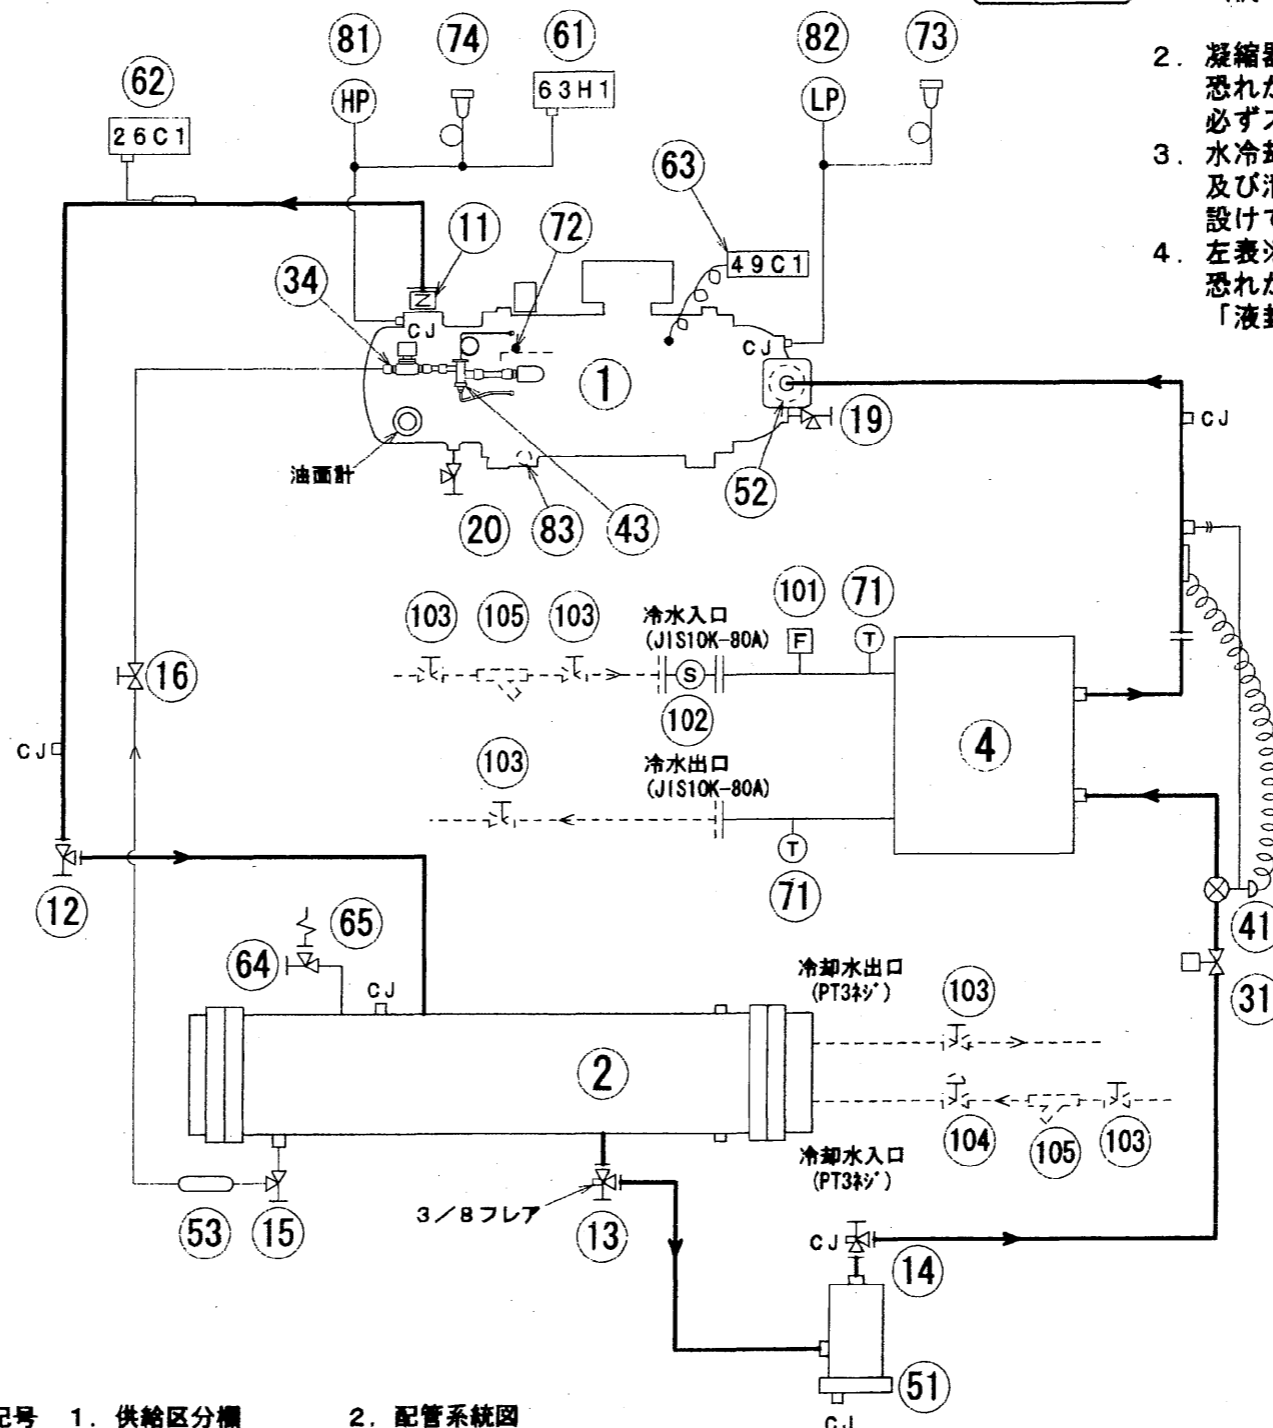 81
74
61
82
73
62
HP
63H1
LP
26C1
2. 凝縮器
恐れが
必ずス
3. 水冷却
及び清
設けて
4. 左表※
恐れが
「液封
63
11
72
49C1
34
CJ
CJ
1
19
CJ
油面計
52
20
83
43
103
105
103
冷水入口
(JIS10K-80A)
101
71
F
T
S
16
102
4
CJ
103
冷水出口
(JIS10K-80A)
T
71
12
65
64
CJ
41
冷却水出口
(PT3ネジ)
103
31
2
104
105
103
冷却水入口
(PT3ネジ)
53
15
3/8フレア
13
CJ
14
51
CJ
記号 1. 供給区分欄 2. 配管系統図